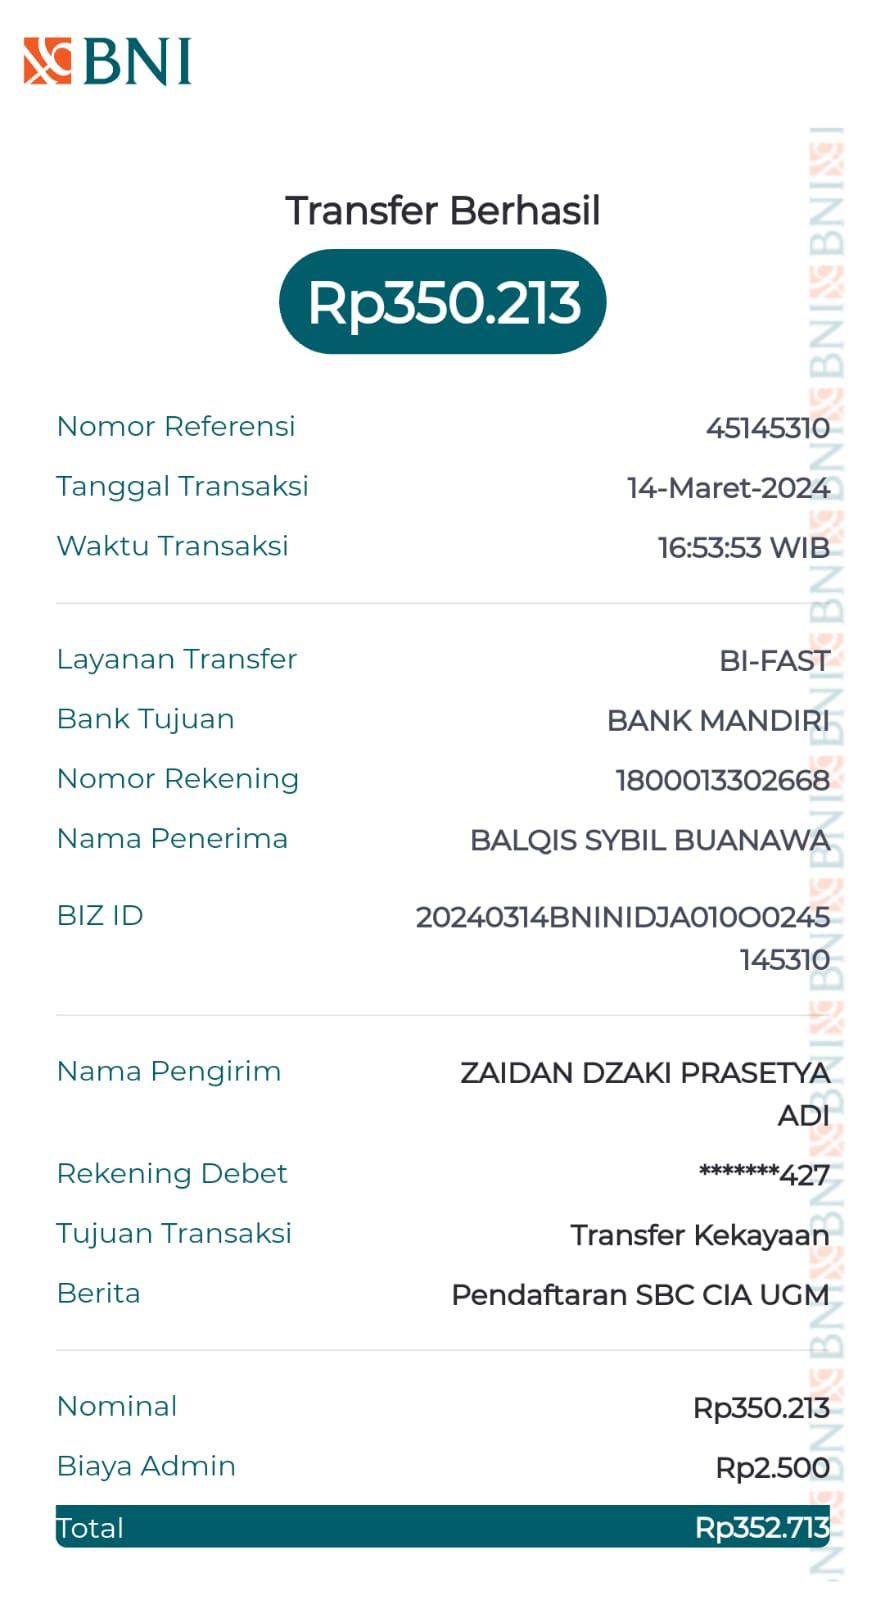 BNI
Transfer Berhasil
Rp350.213
Nomor Referensi 45145310
Tanggal Transaksi 14-Maret-2024
Waktu Transaksi 16:53:53 WIB
Layanan Transfer BI-FAST
Bank Tujuan BANK MANDIRI
Nomor Rekening 1800013302668
Nama Penerima BALQIS SYBIL BUANAWA
BIZ ID 20240314BNINIDJA010O0245
145310
Nama Pengirim ZAIDAN DZAKI PRASETYA
ADI
Rekening Debet *******427
Tujuan Transaksi Transfer Kekayaan
Berita Pendaftaran SBC CIA UGM
Nominal Rp350.213
Biaya Admin Rp2.500
Total Rp352.713
BNI BNI BNI BNI BNI BNI BNI BNI BNI BNI BNI